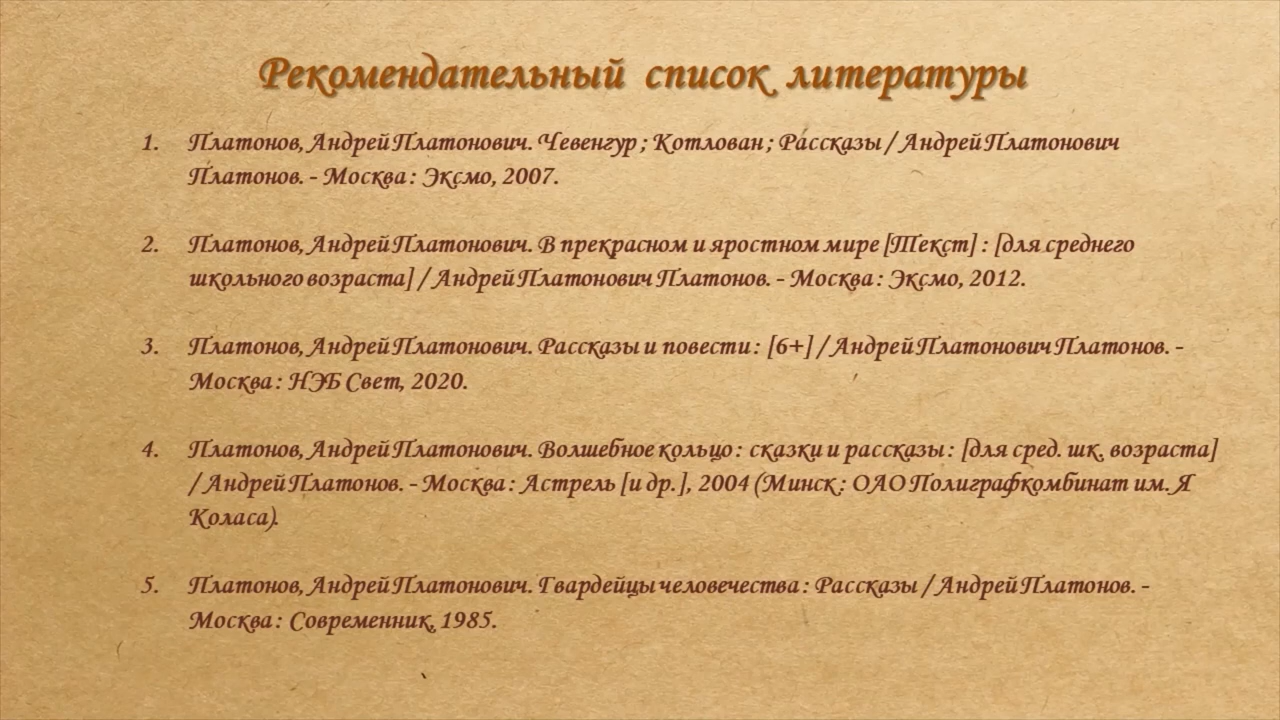 Рекомендательный список литературы
1. Платонов, Андрей Платонович. Чевенгур ; Котлован ; Рассказы / Андрей Платонович
Платонов. - Москва : Эксмо, 2007.
2. Платонов, Андрей Платонович. В прекрасном и яростном мире [Текст] : [для среднего
школьного возраста] / Андрей Платонович Платонов. - Москва : Эксмо, 2012.
3. Платонов, Андрей Платонович. Рассказы и повести : [6+] / Андрей Платонович Платонов. -
Москва : НЭБ Свет, 2020.
4. Платонов, Андрей Платонович. Волшебное кольцо : сказки и рассказы : [для сред. шк. возраста]
/ Андрей Платонов. - Москва : Астрель [и др.], 2004 (Минск : ОАО Полиграфкомбинат им. Я
Коласа).
5. Платонов, Андрей Платонович. Гвардейцы человечества : Рассказы / Андрей Платонов. -
Москва : Современник, 1985.